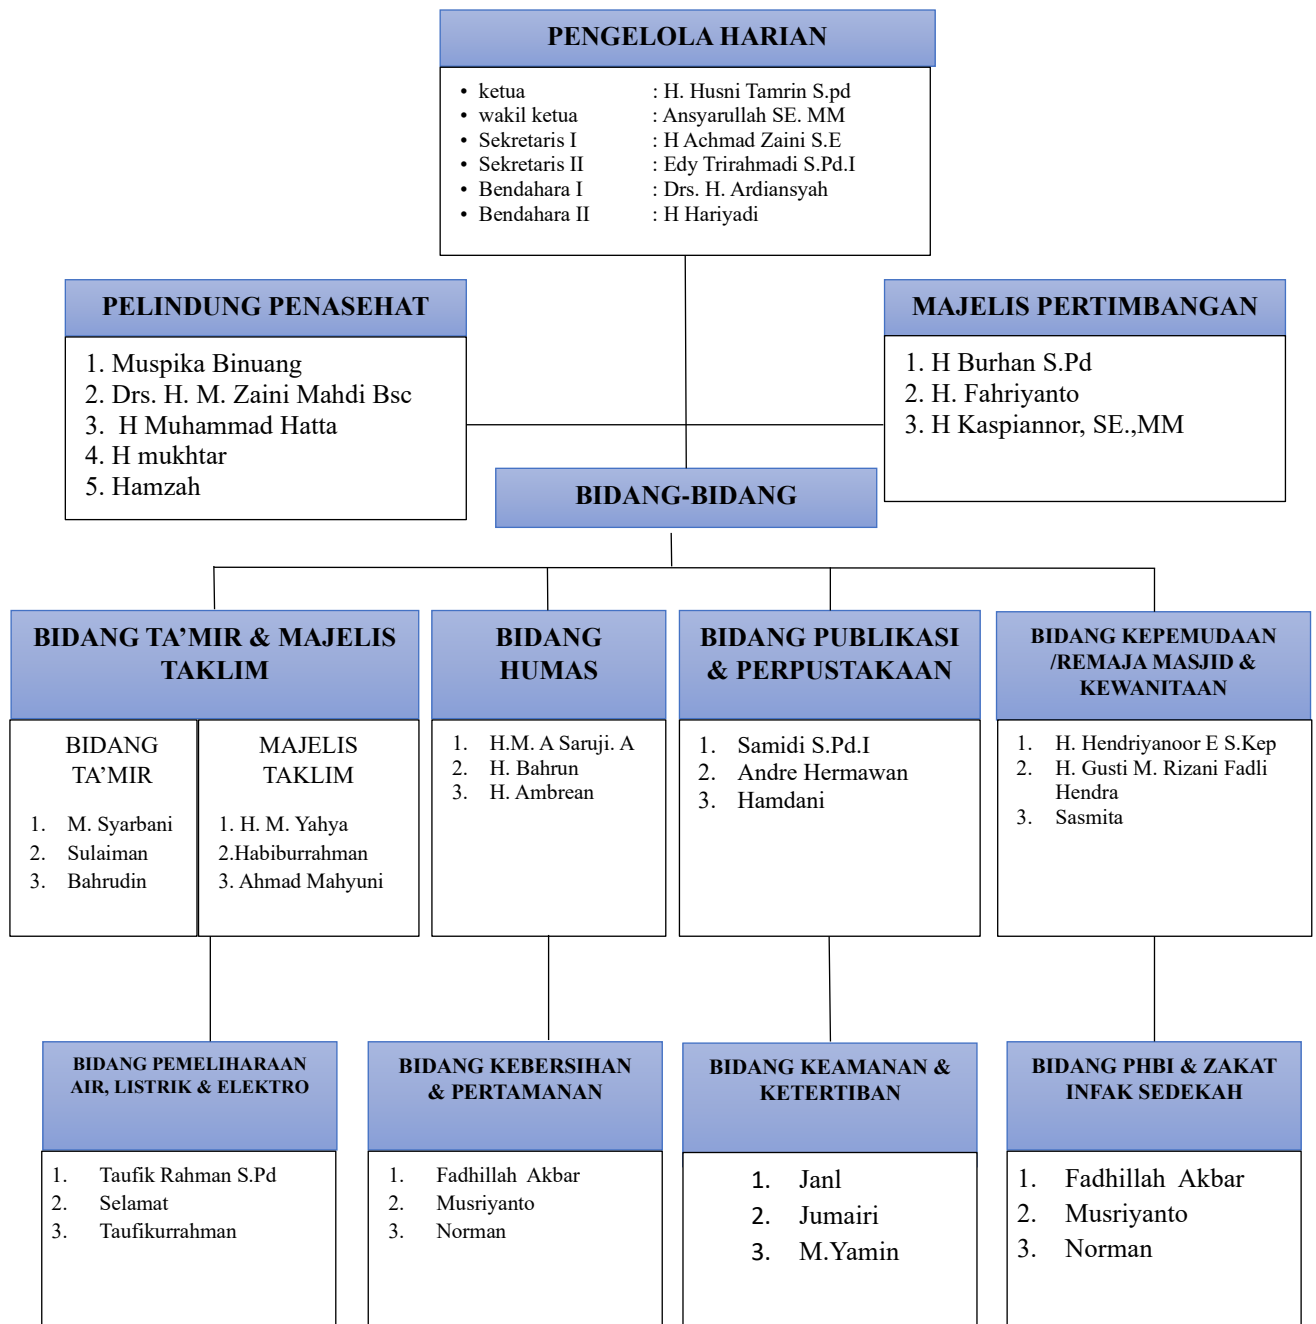 PENGELOLA HARIAN
• ketua : H. Husni Tamrin S.pd
• wakil ketua : Ansyarullah SE. MM
• Sekretaris I : H Achmad Zaini S.E
• Sekretaris II : Edy Trirahmadi S.Pd.I
• Bendahara I : Drs. H. Ardiansyah
• Bendahara II : H Hariyadi
PELINDUNG PENASEHAT
1. Muspika Binuang
2. Drs. H. M. Zaini Mahdi Bsc
3. H Muhammad Hatta
4. H mukhtar
5. Hamzah
MAJELIS PERTIMBANGAN
1. H Burhan S.Pd
2. H. Fahriyanto
3. H Kaspiannor, SE.,MM
BIDANG-BIDANG
BIDANG TA’MIR & MAJELIS
TAKLIM
BIDANG
TA’MIR
1. M. Syarbani
2. Sulaiman
3. Bahrudin
MAJELIS
TAKLIM
1. H. M. Yahya
2.Habiburrahman
3. Ahmad Mahyuni
BIDANG
HUMAS
1. H.M. A Saruji. A
2. H. Bahrun
3. H. Ambrean
BIDANG PUBLIKASI
& PERPUSTAKAAN
1. Samidi S.Pd.I
2. Andre Hermawan
3. Hamdani
BIDANG KEPEMUDAAN
/REMAJA MASJID &
KEWANITAAN
1. H. Hendriyanoor E S.Kep
2. H. Gusti M. Rizani Fadli
Hendra
3. Sasmita
BIDANG PEMELIHARAAN
AIR, LISTRIK & ELEKTRO
1. Taufik Rahman S.Pd
2. Selamat
3. Taufikurrahman
BIDANG KEBERSIHAN
& PERTAMANAN
1. Fadhillah Akbar
2. Musriyanto
3. Norman
BIDANG KEAMANAN &
KETERTIBAN
1. Janl
2. Jumairi
3. M.Yamin
BIDANG PHBI & ZAKAT
INFAK SEDEKAH
1. Fadhillah Akbar
2. Musriyanto
3. Norman